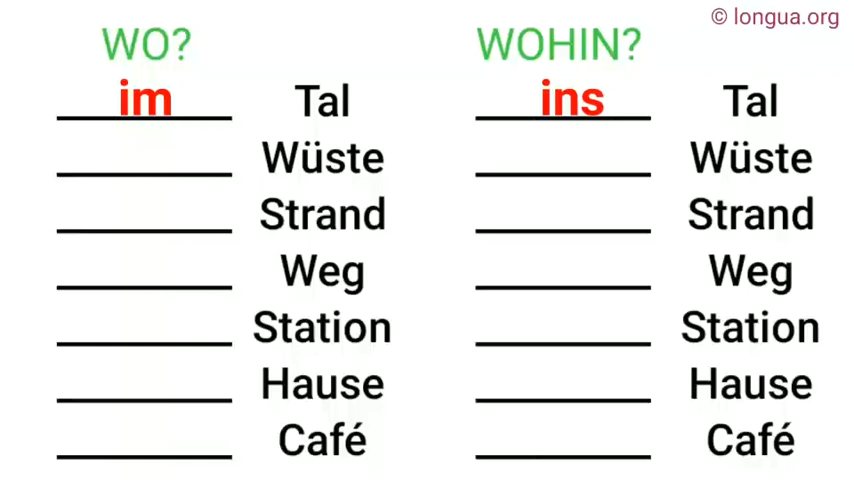 © longua.org
WO? WOHIN?
im Tal ins Tal
Wüste Wüste
Strand Strand
Weg Weg
Station Station
Hause Hause
Café Café